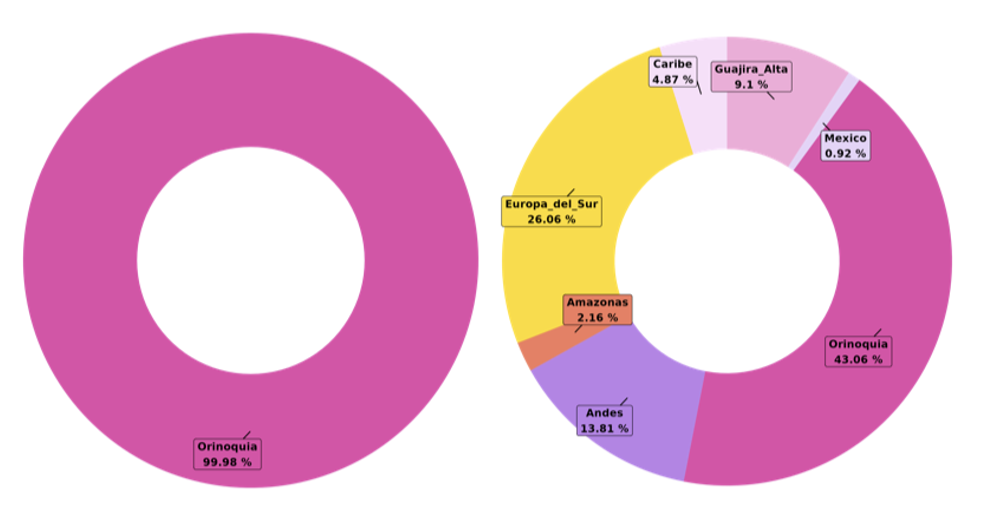 Orinoquia
99.98 %
Caribe
4.87 %
Guajira_Alta
9.1 %
Mexico
0.92 %
Europa_del_Sur
26.06 %
Amazonas
2.16 %
Orinoquia
43.06 %
Andes
13.81 %